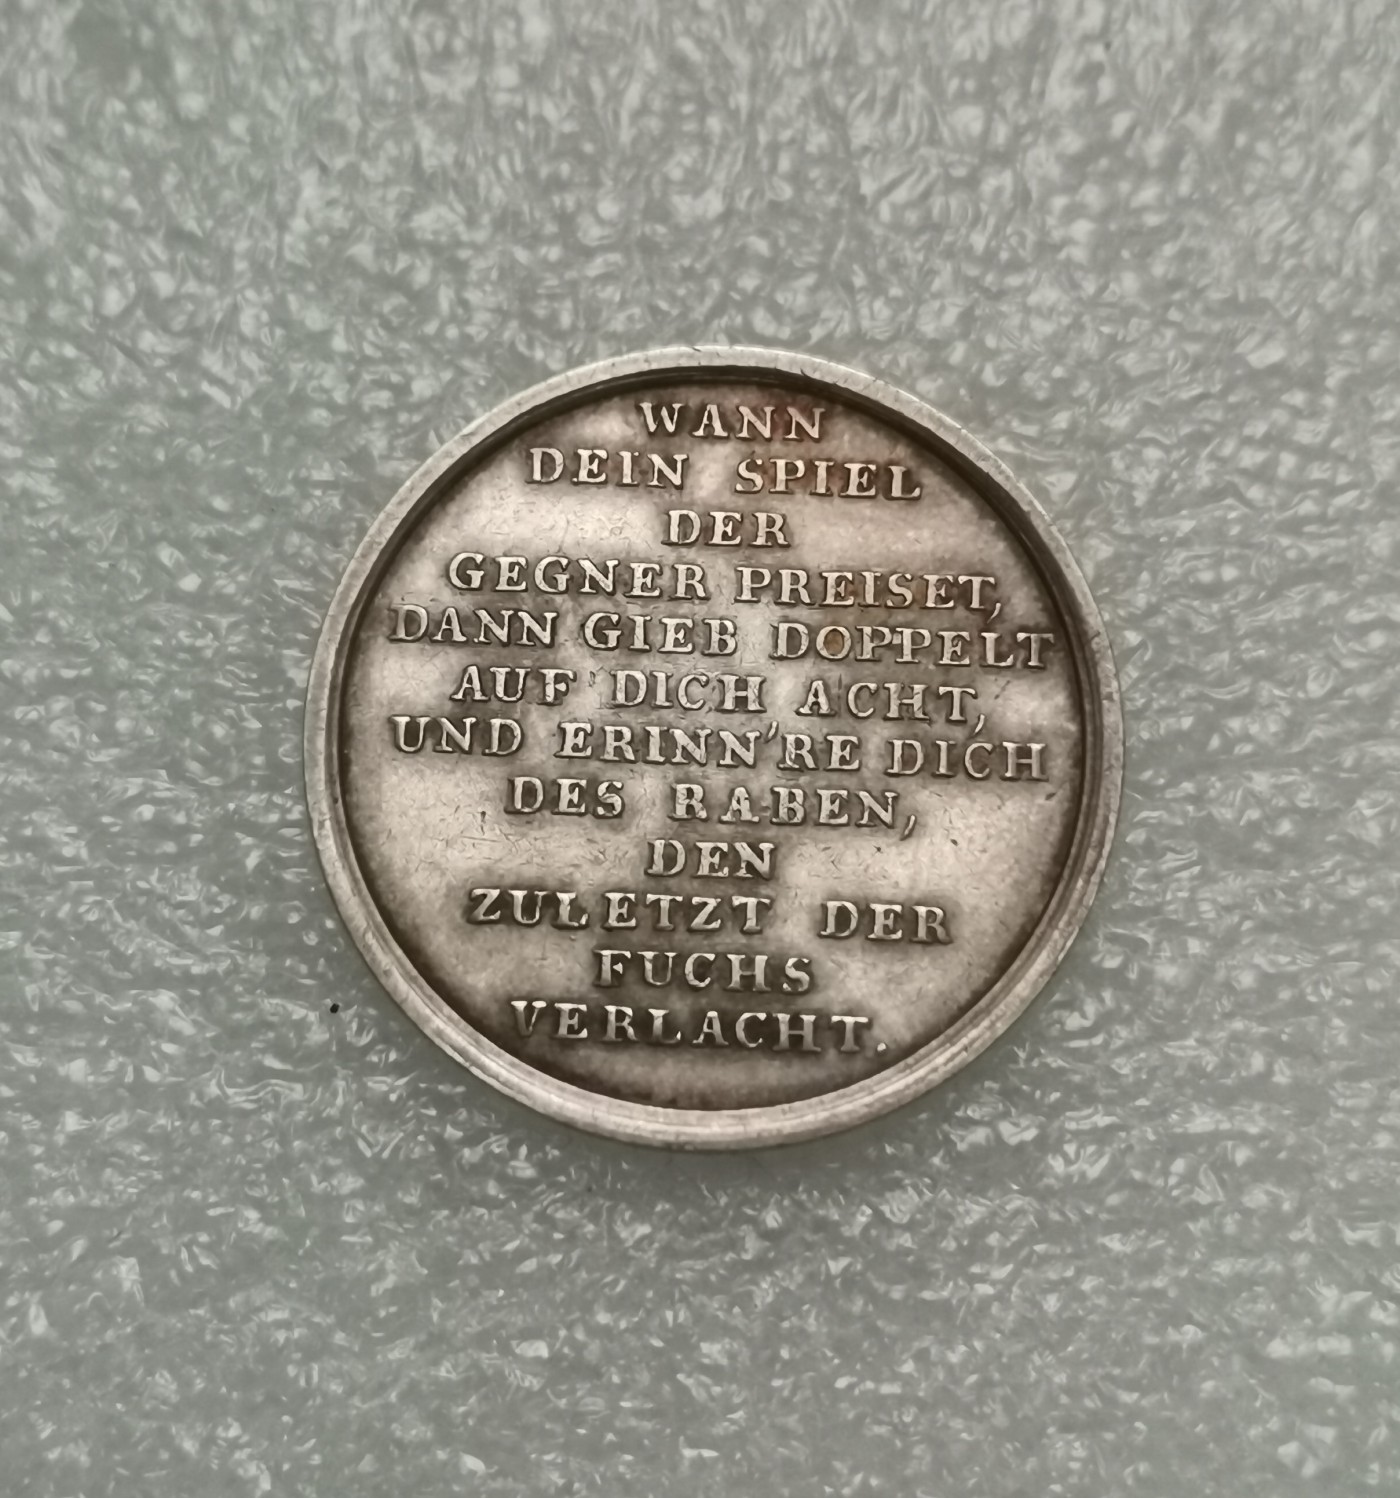 WANN
DEIN SPIEL
DER
GEGNER PREISET,
DANN GIEB DOPPELT
AUF DICH ACHT,
UND ERINN'RE DICH
DES RABEN,
DEN
ZULETZT DER
FUCHS
VERLACHT.